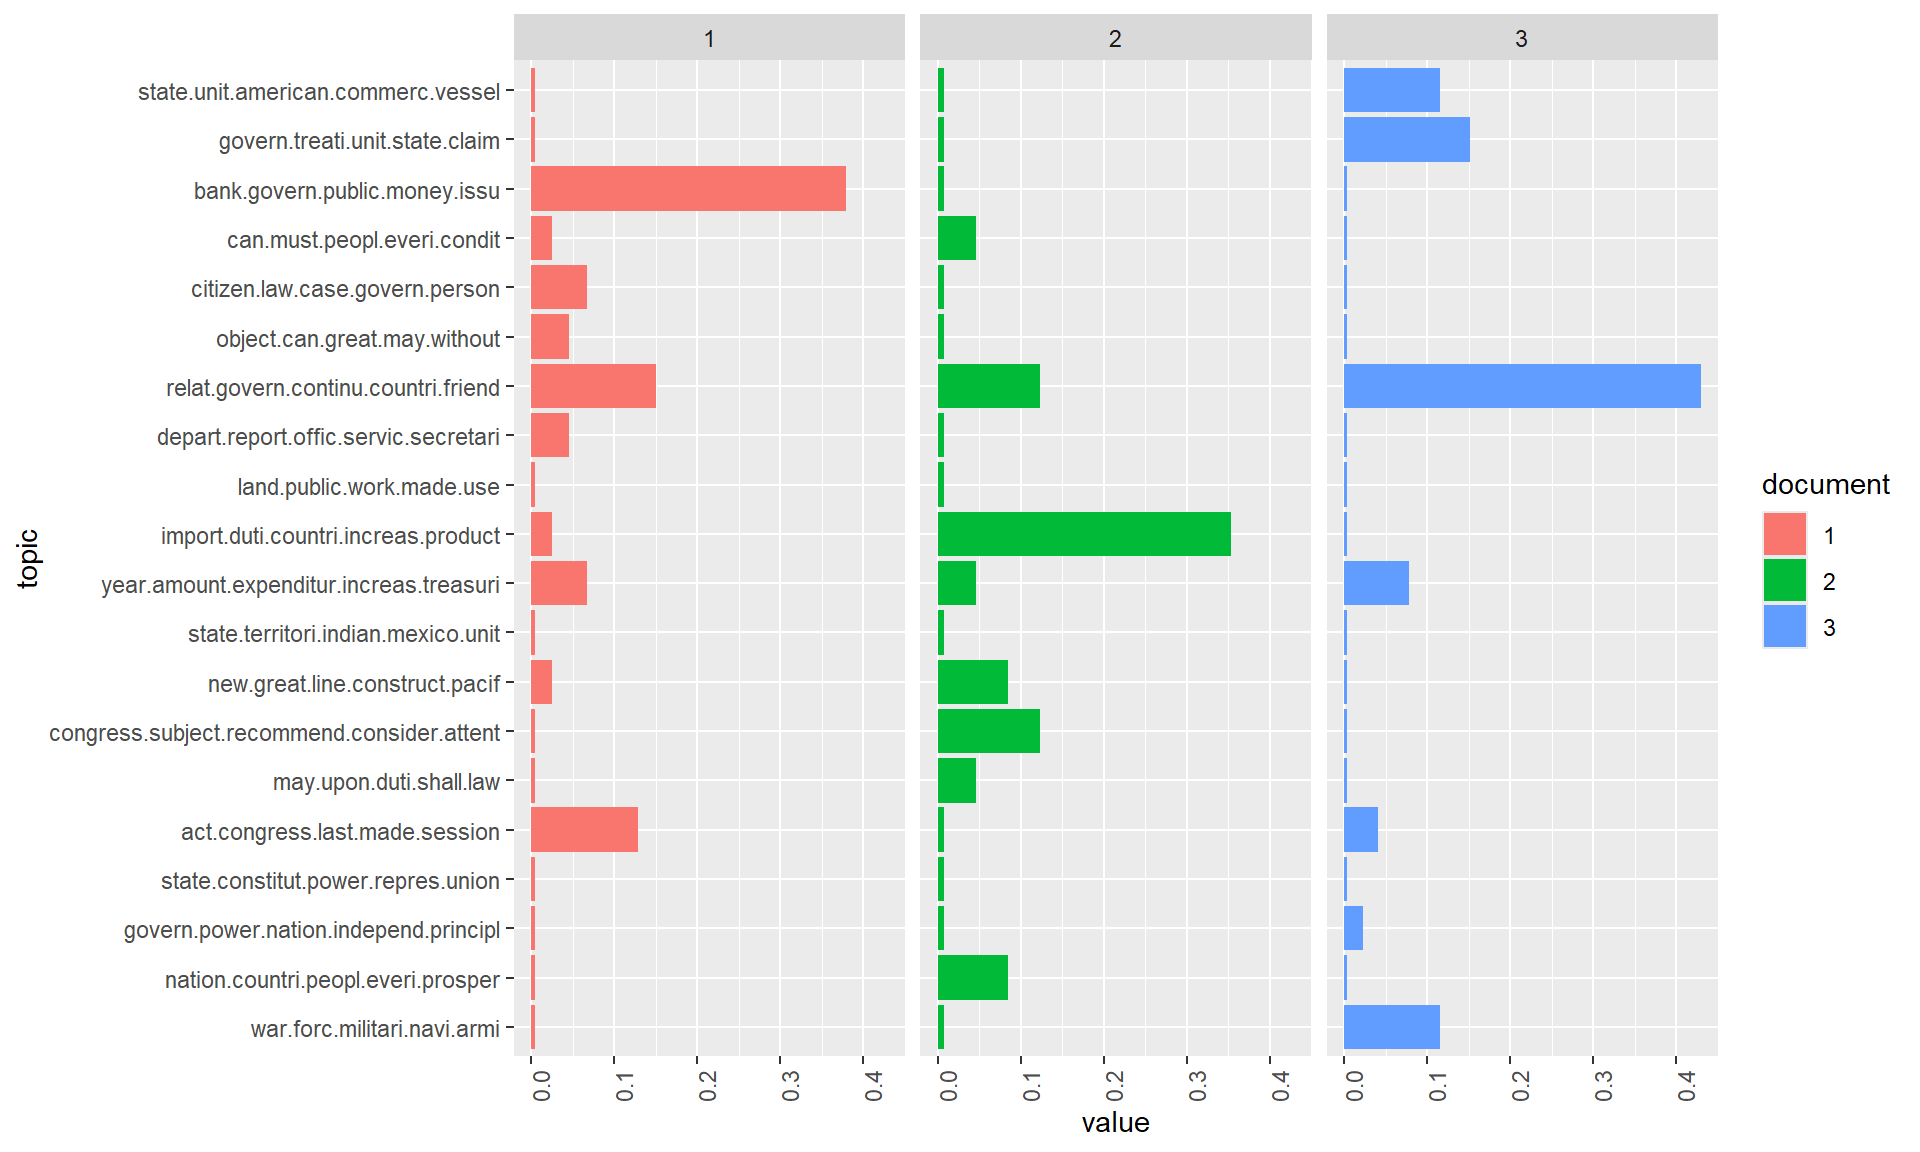 1
2
3
state.unit.american.commerc.vessel
govern.treati.unit.state.claim
bank.govern.public.money.issu
can.must.peopl.everi.condit
citizen.law.case.govern.person
object.can.great.may.without
relat.govern.continu.countri.friend
depart.report.offic.servic.secretari
land.public.work.made.use
import.duti.countri.increas.product
year.amount.expenditur.increas.treasuri
state.territori.indian.mexico.unit
new.great.line.construct.pacif
congress.subject.recommend.consider.attent
may.upon.duti.shall.law
act.congress.last.made.session
state.constitut.power.repres.union
govern.power.nation.independ.principl
nation.countri.peopl.everi.prosper
war.forc.militari.navi.armi
topic
0.0 0.1 0.2 0.3 0.4
0.0 0.1 0.2 0.3 0.4
0.0 0.1 0.2 0.3 0.4
value
document
1
2
3